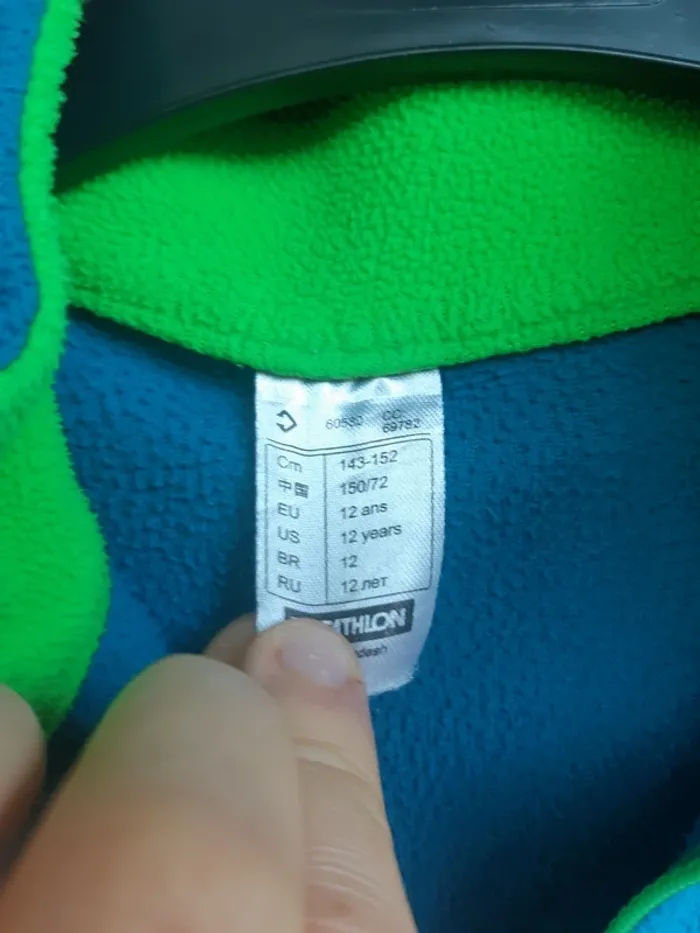 60580 CC
69782
Cm 143-152
中国 150/72
EU 12 ans
US 12 years
BR 12
RU 12 лет